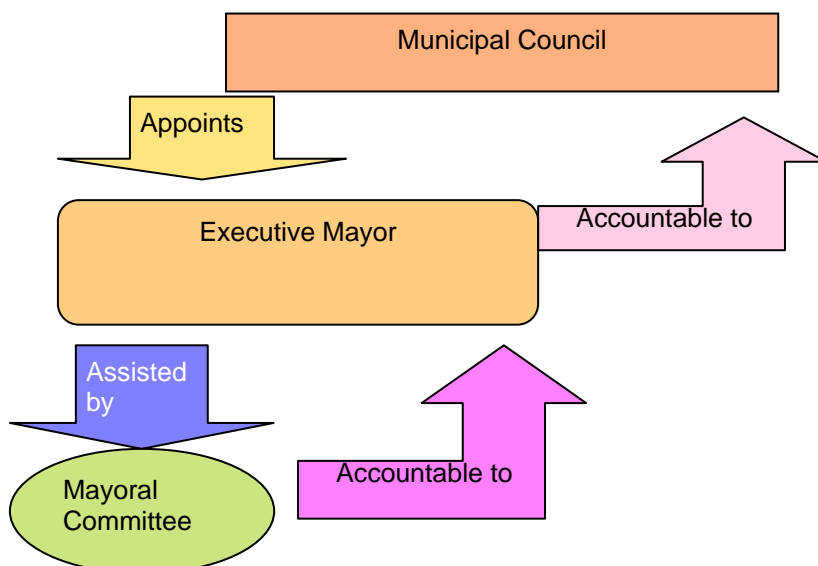 Municipal Council
Appoints
Executive Mayor
Accountable to
Assisted
by
Accountable to
Mayoral
Committee